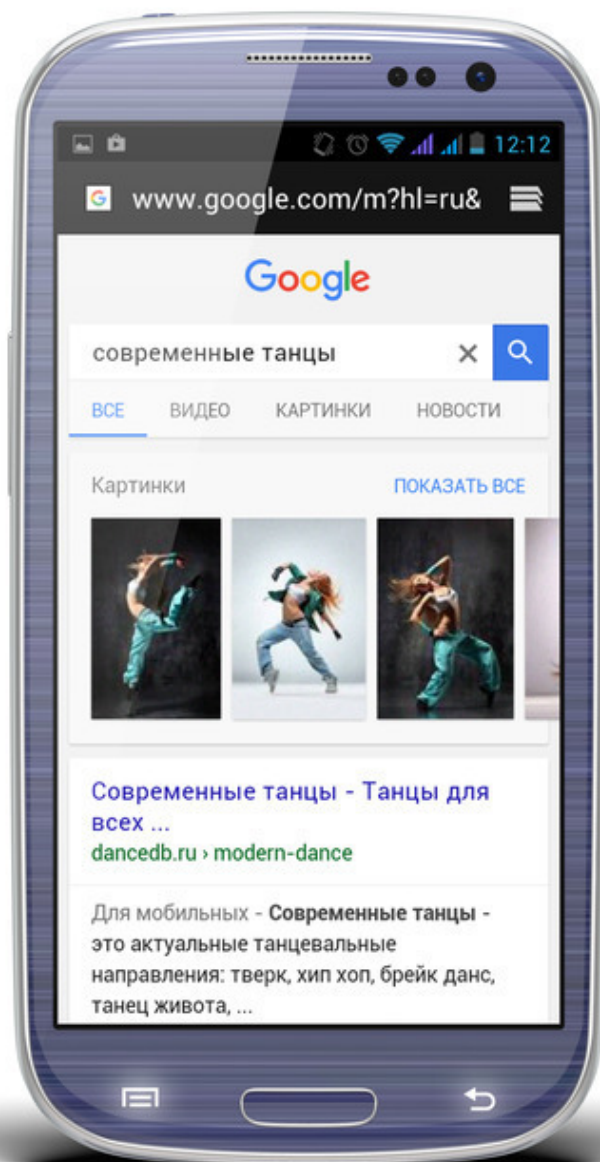 12:12
www.google.com/m?hl=ru&
Google
современные танцы
ВСЕ ВИДЕО КАРТИНКИ НОВОСТИ
Картинки ПОКАЗАТЬ ВСЕ
Современные танцы - Танцы для
всех ...
dancedb.ru › modern-dance
Для мобильных - Современные танцы -
это актуальные танцевальные
направления: тверк, хип хоп, брейк данс,
танец живота, ...